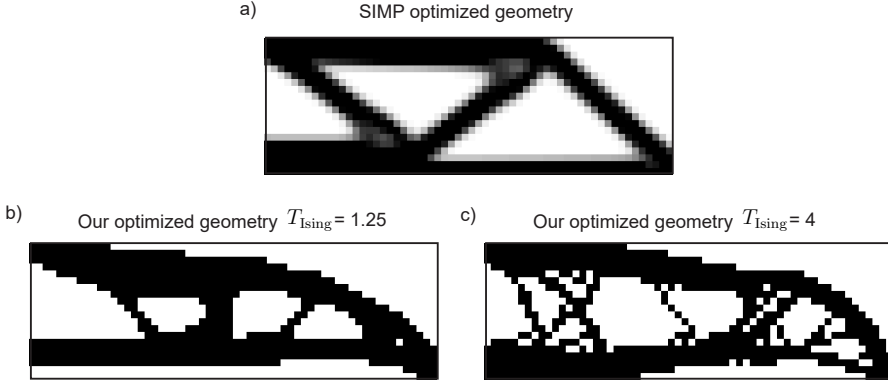 a)
SIMP optimized geometry
b)
Our optimized geometry T_Ising = 1.25
c)
Our optimized geometry T_Ising = 4